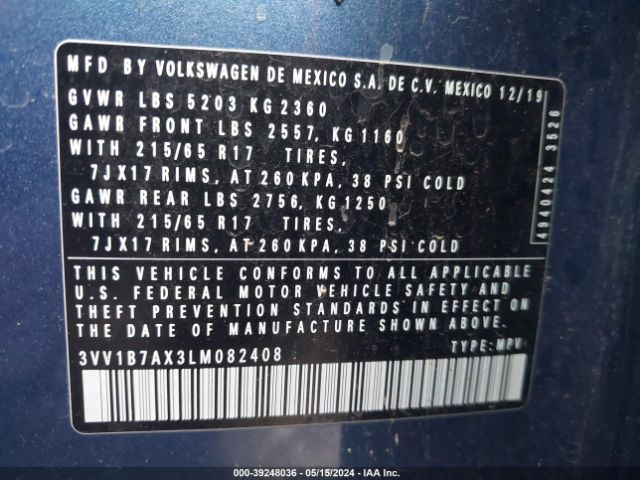 MFD BY VOLKSWAGEN DE MEXICO S.A. DE C.V. MEXICO 12/19
GVWR LBS 5203 KG 2360
GAWR FRONT LBS 2557, KG 1160
WITH 215/65 R17 TIRES,
7JX17 RIMS, AT 260 KPA, 38 PSI COLD
GAWR REAR LBS 2756, KG 1250
WITH 215/65 R17 TIRES,
7JX17 RIMS, AT 260 KPA, 38 PSI COLD
4940424 3526
THIS VEHICLE CONFORMS TO ALL APPLICABLE
U.S. FEDERAL MOTOR VEHICLE SAFETY AND
THEFT PREVENTION STANDARDS IN EFFECT ON
THE DATE OF MANUFACTURE SHOWN ABOVE.
3VV1B7AX3LM082408 TYPE: MPV
000-39248036 - 05/15/2024 - IAA Inc.